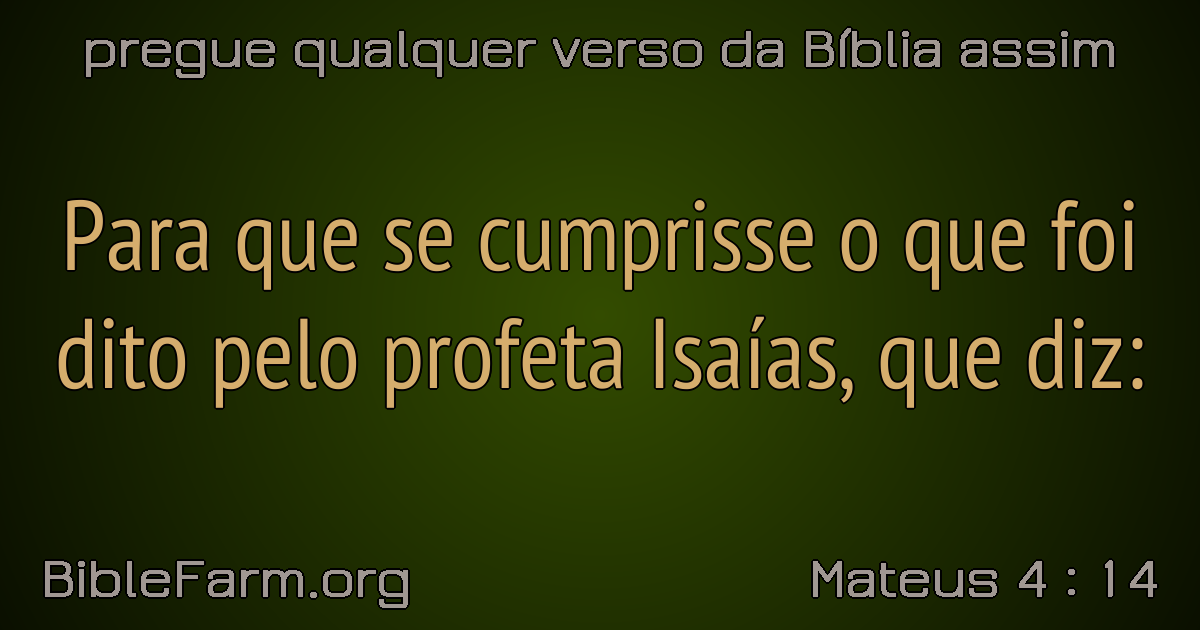 pregue qualquer verso da Bíblia assim
Para que se cumprisse o que foi
dito pelo profeta Isaías, que diz:
BibleFarm.org
Mateus 4 : 14